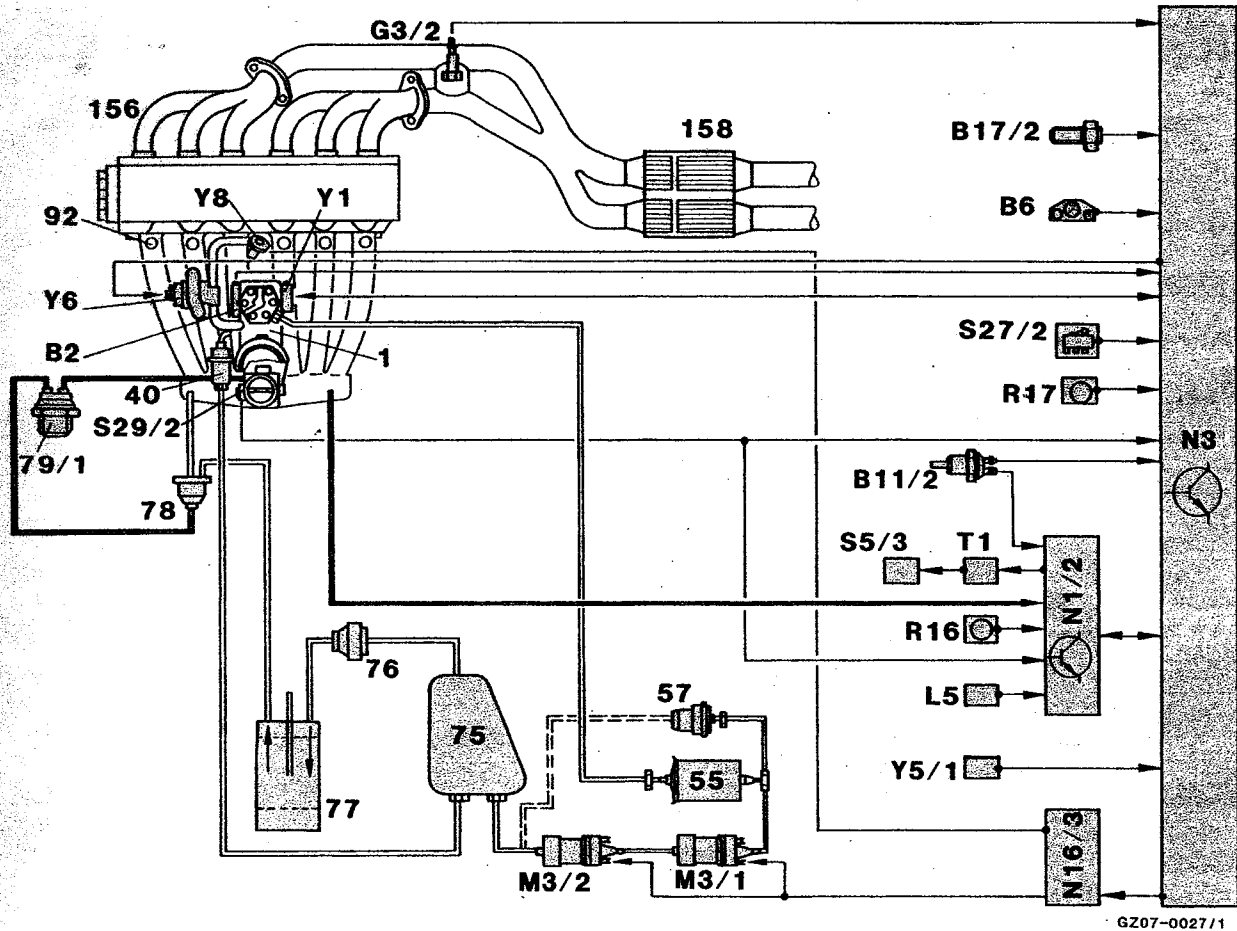 G3/2
156
158
B17/2
Y8
Y1
B6
92
Y6
S27/2
B2
1
40
R17
S29/2
N3
79/1
B11/2
78
S5/3
T1
N1/2
R16
76
57
L5
75
55
Y5/1
77
N16/3
M3/2
M3/1
GZ07-0027/1